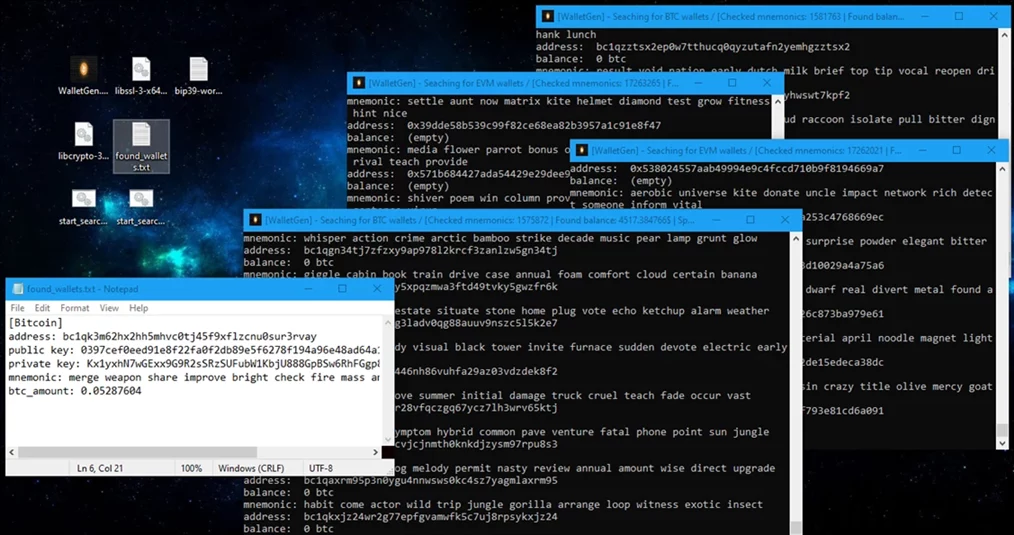 WalletGen....
libssl-3-x64...
bip39-wor...
libcrypto-3...
found_wallet
s.txt
start_searc...
start_searc...
[WalletGen] - Seaching for BTC wallets / [Checked mnemonics: 1581763 | Found balan...
hank lunch
address: bc1qzztsx2ep0w7tthucq0qyzutafn2yemhgzztsx2
balance: 0 btc
mnemonic: result void nation early dutch milk brief top tip vocal reopen dri
yhwswt7kpf2
ud raccoon isolate pull bitter dign
[WalletGen] - Seaching for EVM wallets / [Checked mnemonics: 17263265 | F...
mnemonic: settle aunt now matrix kite helmet diamond test grow fitness
hint nice
address: 0x39dde58b539c99f82ce68ea82b3957a1c91e8f47
balance: (empty)
mnemonic: media flower parrot bonus o
rival teach provide
address: 0x571b684427ada54429e29dee9
balance: (empty)
mnemonic: shiver poem win column prov
[WalletGen] - Seaching for EVM wallets / [Checked mnemonics: 17262021 | F...
address: 0x538024557aab49994e9c4fccd710b9f8194669a7
balance: (empty)
mnemonic: aerobic universe kite donate uncle impact network rich detec
t someone inform vital
a253c4768669ec
surprise powder elegant bitter
3d10029a4a75a6
dwarf real divert metal found a
26c873ba979e61
terial april noodle magnet light
2de15edeca38dc
sin crazy title olive mercy goat
f793e81cd6a091
[WalletGen] - Seaching for BTC wallets / [Checked mnemonics: 1575872 | Found balance: 4517,384766$ | Sp...
mnemonic: whisper action crime arctic bamboo strike decade music pear lamp grunt glow
address: bc1qgn34tj7zfzxy9ap978l2krcf3zanlzw5gn34tj
balance: 0 btc
mnemonic: giggle cabin book train drive case annual foam comfort cloud certain banana
y5xpqzmwa3ftd49tvky5gwzfr6k
estate situate stone home plug vote echo ketchup alarm weather
g3ladv0qg88auuv9nszc5l5k2e7
dy visual black tower invite furnace sudden devote electric early
446nh86vuhfa29az03vdzdek8f2
ove summer initial damage truck cruel teach fade occur vast
r28vfqczgq67ycz7lh3wrv65ktj
ymptom hybrid common pave venture fatal phone point sun jungle
cvjcjnmth0knkdjzysm97rpu8s3
og melody permit nasty review annual amount wise direct upgrade
address: bc1qaxrm95p3n0ygu4nnwsws0kc4sz7yagmlaxrm95
balance: 0 btc
mnemonic: habit come actor wild trip jungle gorilla arrange loop witness exotic insect
address: bc1qkxjz24wr2g77epfgvamwfk5c7uj8rpsykxjz24
balance: 0 btc
found_wallets.txt - Notepad
File Edit Format View Help
[Bitcoin]
address: bc1qk3m62hx2hh5mhvc0tj45f9xflzcnu0sur3rvay
public key: 0397cef0eed91e8f22fa0f2db89e5f6278f194a96e48ad64a
private key: Kx1yxhN7wGExx9G9R2sSRzSUFubW1KbjU888GpBSw6RhFGgp
mnemonic: merge weapon share improve bright check fire mass an
btc_amount: 0.05287604
Ln 6, Col 21 100% Windows (CRLF) UTF-8